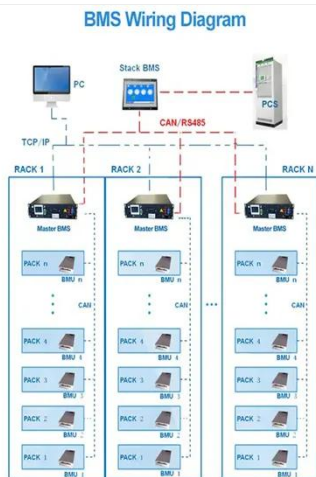 BMS Wiring Diagram
PC
Stack BMS
PCS
CAN/RS485
TCP/IP
RACK 1
RACK 2
RACK N
Master BMS
Master BMS
Master BMS
PACK n
BMU n
PACK n
BMU n
PACK n
BMU n
CAN
CAN
CAN
PACK 4
BMU 4
PACK 4
BMU 4
PACK 4
BMU 4
PACK 3
BMU 3
PACK 3
BMU 3
PACK 3
BMU 3
PACK 2
BMU 2
PACK 2
BMU 2
PACK 2
BMU 2
PACK 1
BMU 1
PACK 1
BMU 1
PACK 1
BMU 1